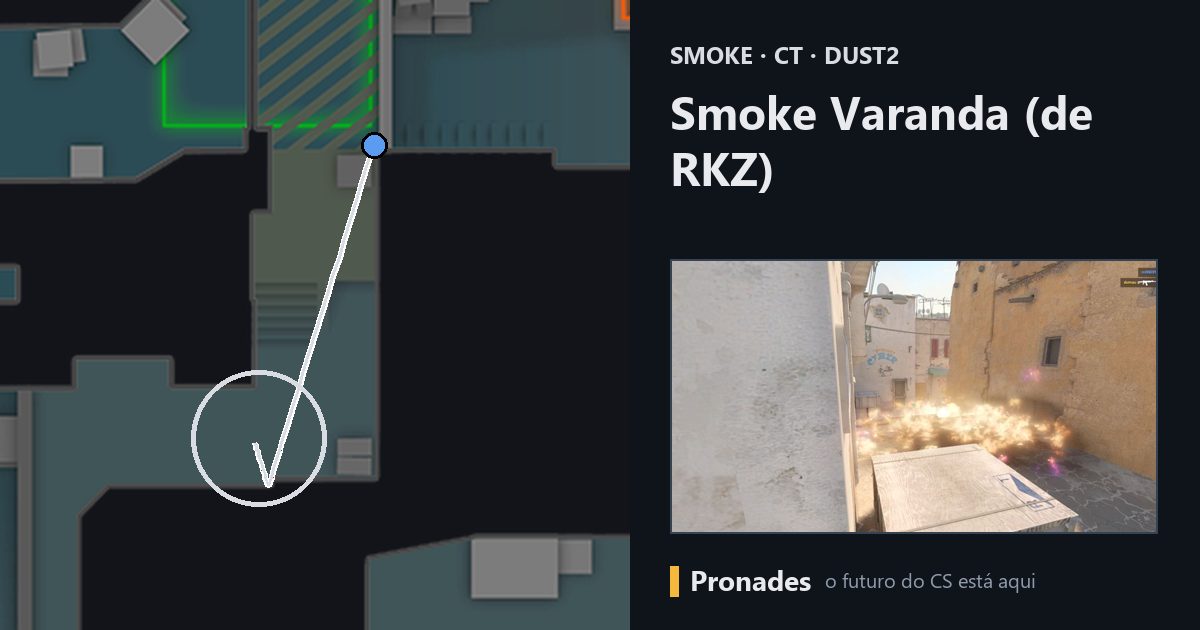 SMOKE · CT · DUST2
Smoke Varanda (de
RKZ)
Pronades o futuro do CS está aqui